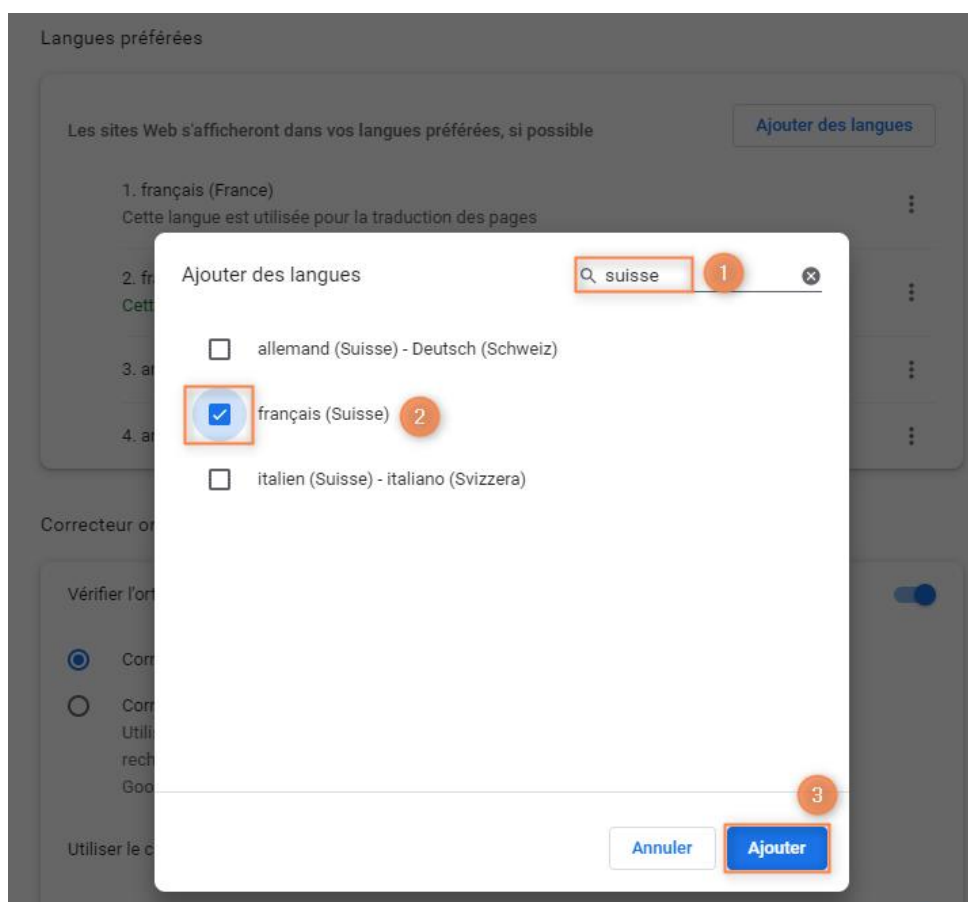 Langues préférées
Les sites Web s'afficheront dans vos langues préférées, si possible
Ajouter des langues
1. français (France)
Cette langue est utilisée pour la traduction des pages
Ajouter des langues
suisse
1
2. fr
Cett
allemand (Suisse) - Deutsch (Schweiz)
3. an
français (Suisse)
2
4. an
italien (Suisse) - italiano (Svizzera)
Correcteur or
Vérifier l'ort
Corr
Corr
Utili
rech
Goo
3
Utiliser le c
Annuler
Ajouter